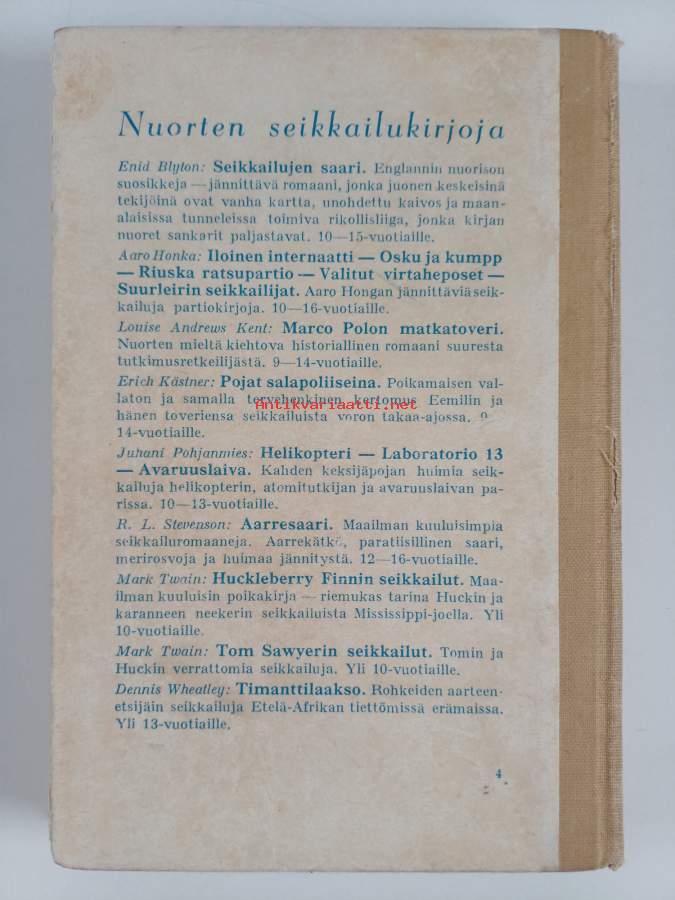 Nuorten seikkailukirjoja
Enid Blyton: Seikkailujen saari. Englannin nuorison
suosikkeja — jännittävä romaani, jonka juonen keskeisinä
tekijöinä ovat vanha kartta, unohdettu kaivos ja maan-
alaisissa tunneleissa toimiva rikollisliiga, jonka kirjan
nuoret sankarit paljastavat. 10—15-vuotiaille.
Aaro Honka: Iloinen internaatti — Osku ja kumpp
— Riuska ratsupartio — Valitut virtaheposet —
Suurleirin seikkailijat. Aaro Hongan jännittäviä seik-
kailuja partiokirjoja. 10—16-vuotiaille.
Louise Andrews Kent: Marco Polon matkatoveri.
Nuorten mieltä kiehtova historiallinen romaani suuresta
tutkimusretkeilijästä. 9—14-vuotiaille.
Erich Kästner: Pojat salapoliiseina. Poikamaisen val-
laton ja samalla tervehenkinen kertomus Eemilin ja
Antikvariaatti.net
hänen toveriensa seikkailuista voron takaa-ajossa. 9
14-vuotiaille.
Juhani Pohjanmies: Helikopteri — Laboratorio 13
— Avaruuslaiva. Kahden keksijäpojan huimia seik-
kailuja helikopterin, atomitutkijan ja avaruuslaivan pa-
rissa. 10—13-vuotiaille.
R. L. Stevenson: Aarresaari. Maailman kuuluisimpia
seikkailuromaaneja. Aarrekätkö, paratiisillinen saari,
merirosvoja ja huimaa jännitystä. 12—16-vuotiaille.
Mark Twain: Huckleberry Finnin seikkailut. Maa-
ilman kuuluisin poikakirja — riemukas tarina Huckin ja
karanneen neekerin seikkailuista Mississippi-joella. Yli
10-vuotiaille.
Mark Twain: Tom Sawyerin seikkailut. Tomin ja
Huckin verrattomia seikkailuja. Yli 10-vuotiaille.
Dennis Wheatley: Timanttilaakso. Rohkeiden aarteen-
etsijäin seikkailuja Etelä-Afrikan tiettömissä erämaissa.
Yli 13-vuotiaille.
4